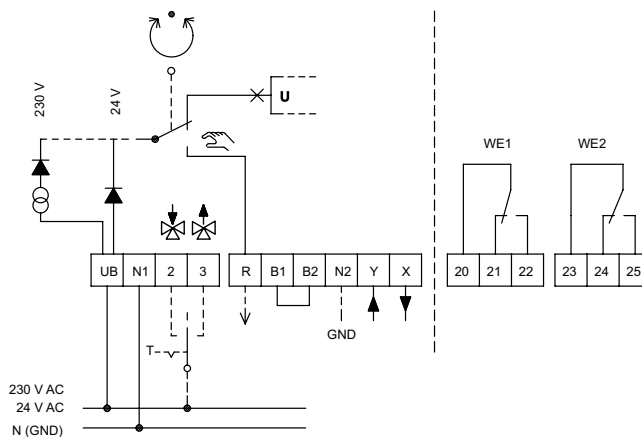 230 V
24 V
U
WE1
WE2
UB N1 2 3 R B1 B2 N2 Y X
20 21 22 23 24 25
GND
T
230 V AC
24 V AC
N (GND)